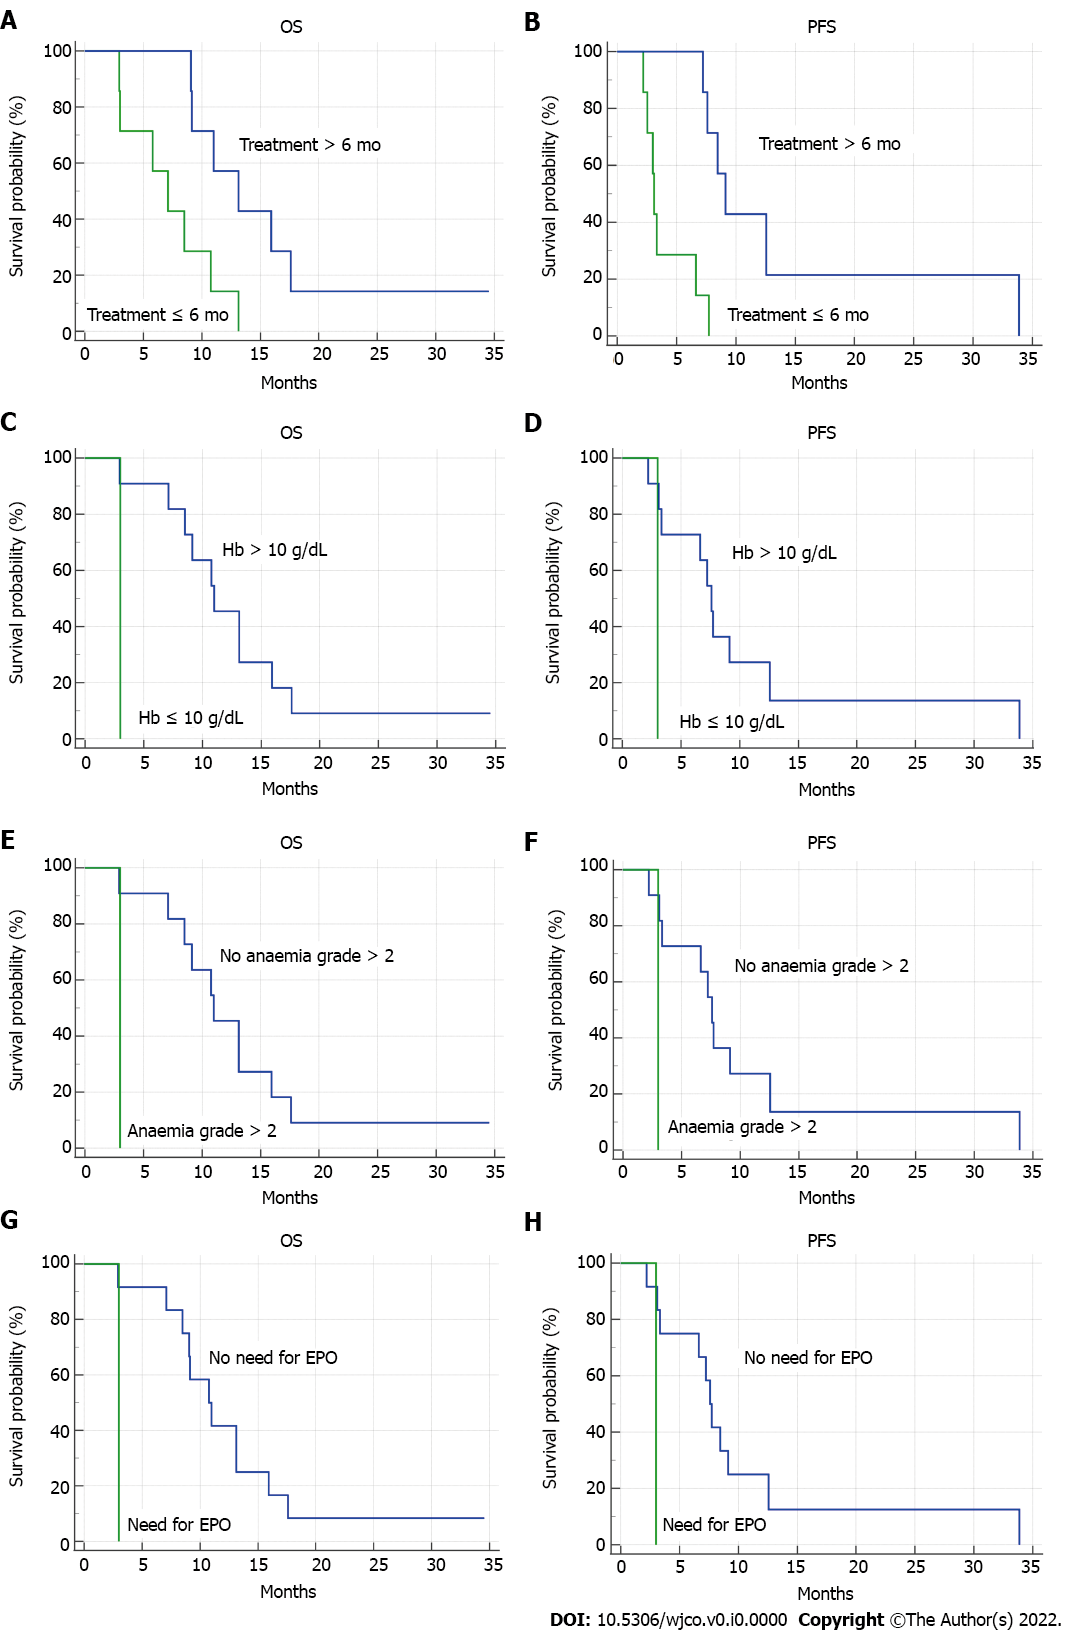 A
OS
100
80
60
40
20
0
Survival probability (%)
Treatment > 6 mo
Treatment ≤ 6 mo
0 5 10 15 20 25 30 35
Months
B
PFS
100
80
60
40
20
0
Survival probability (%)
Treatment > 6 mo
Treatment ≤ 6 mo
0 5 10 15 20 25 30 35
Months
C
OS
100
80
60
40
20
0
Survival probability (%)
Hb > 10 g/dL
Hb ≤ 10 g/dL
0 5 10 15 20 25 30 35
Months
D
PFS
100
80
60
40
20
0
Survival probability (%)
Hb > 10 g/dL
Hb ≤ 10 g/dL
0 5 10 15 20 25 30 35
Months
E
OS
100
80
60
40
20
0
Survival probability (%)
No anaemia grade > 2
Anaemia grade > 2
0 5 10 15 20 25 30 35
Months
F
PFS
100
80
60
40
20
0
Survival probability (%)
No anaemia grade > 2
Anaemia grade > 2
0 5 10 15 20 25 30 35
Months
G
OS
100
80
60
40
20
0
Survival probability (%)
No need for EPO
Need for EPO
0 5 10 15 20 25 30 35
Months
H
PFS
100
80
60
40
20
0
Survival probability (%)
No need for EPO
Need for EPO
0 5 10 15 20 25 30 35
Months
DOI: 10.5306/wjco.v0.i0.0000 Copyright ©The Author(s) 2022.